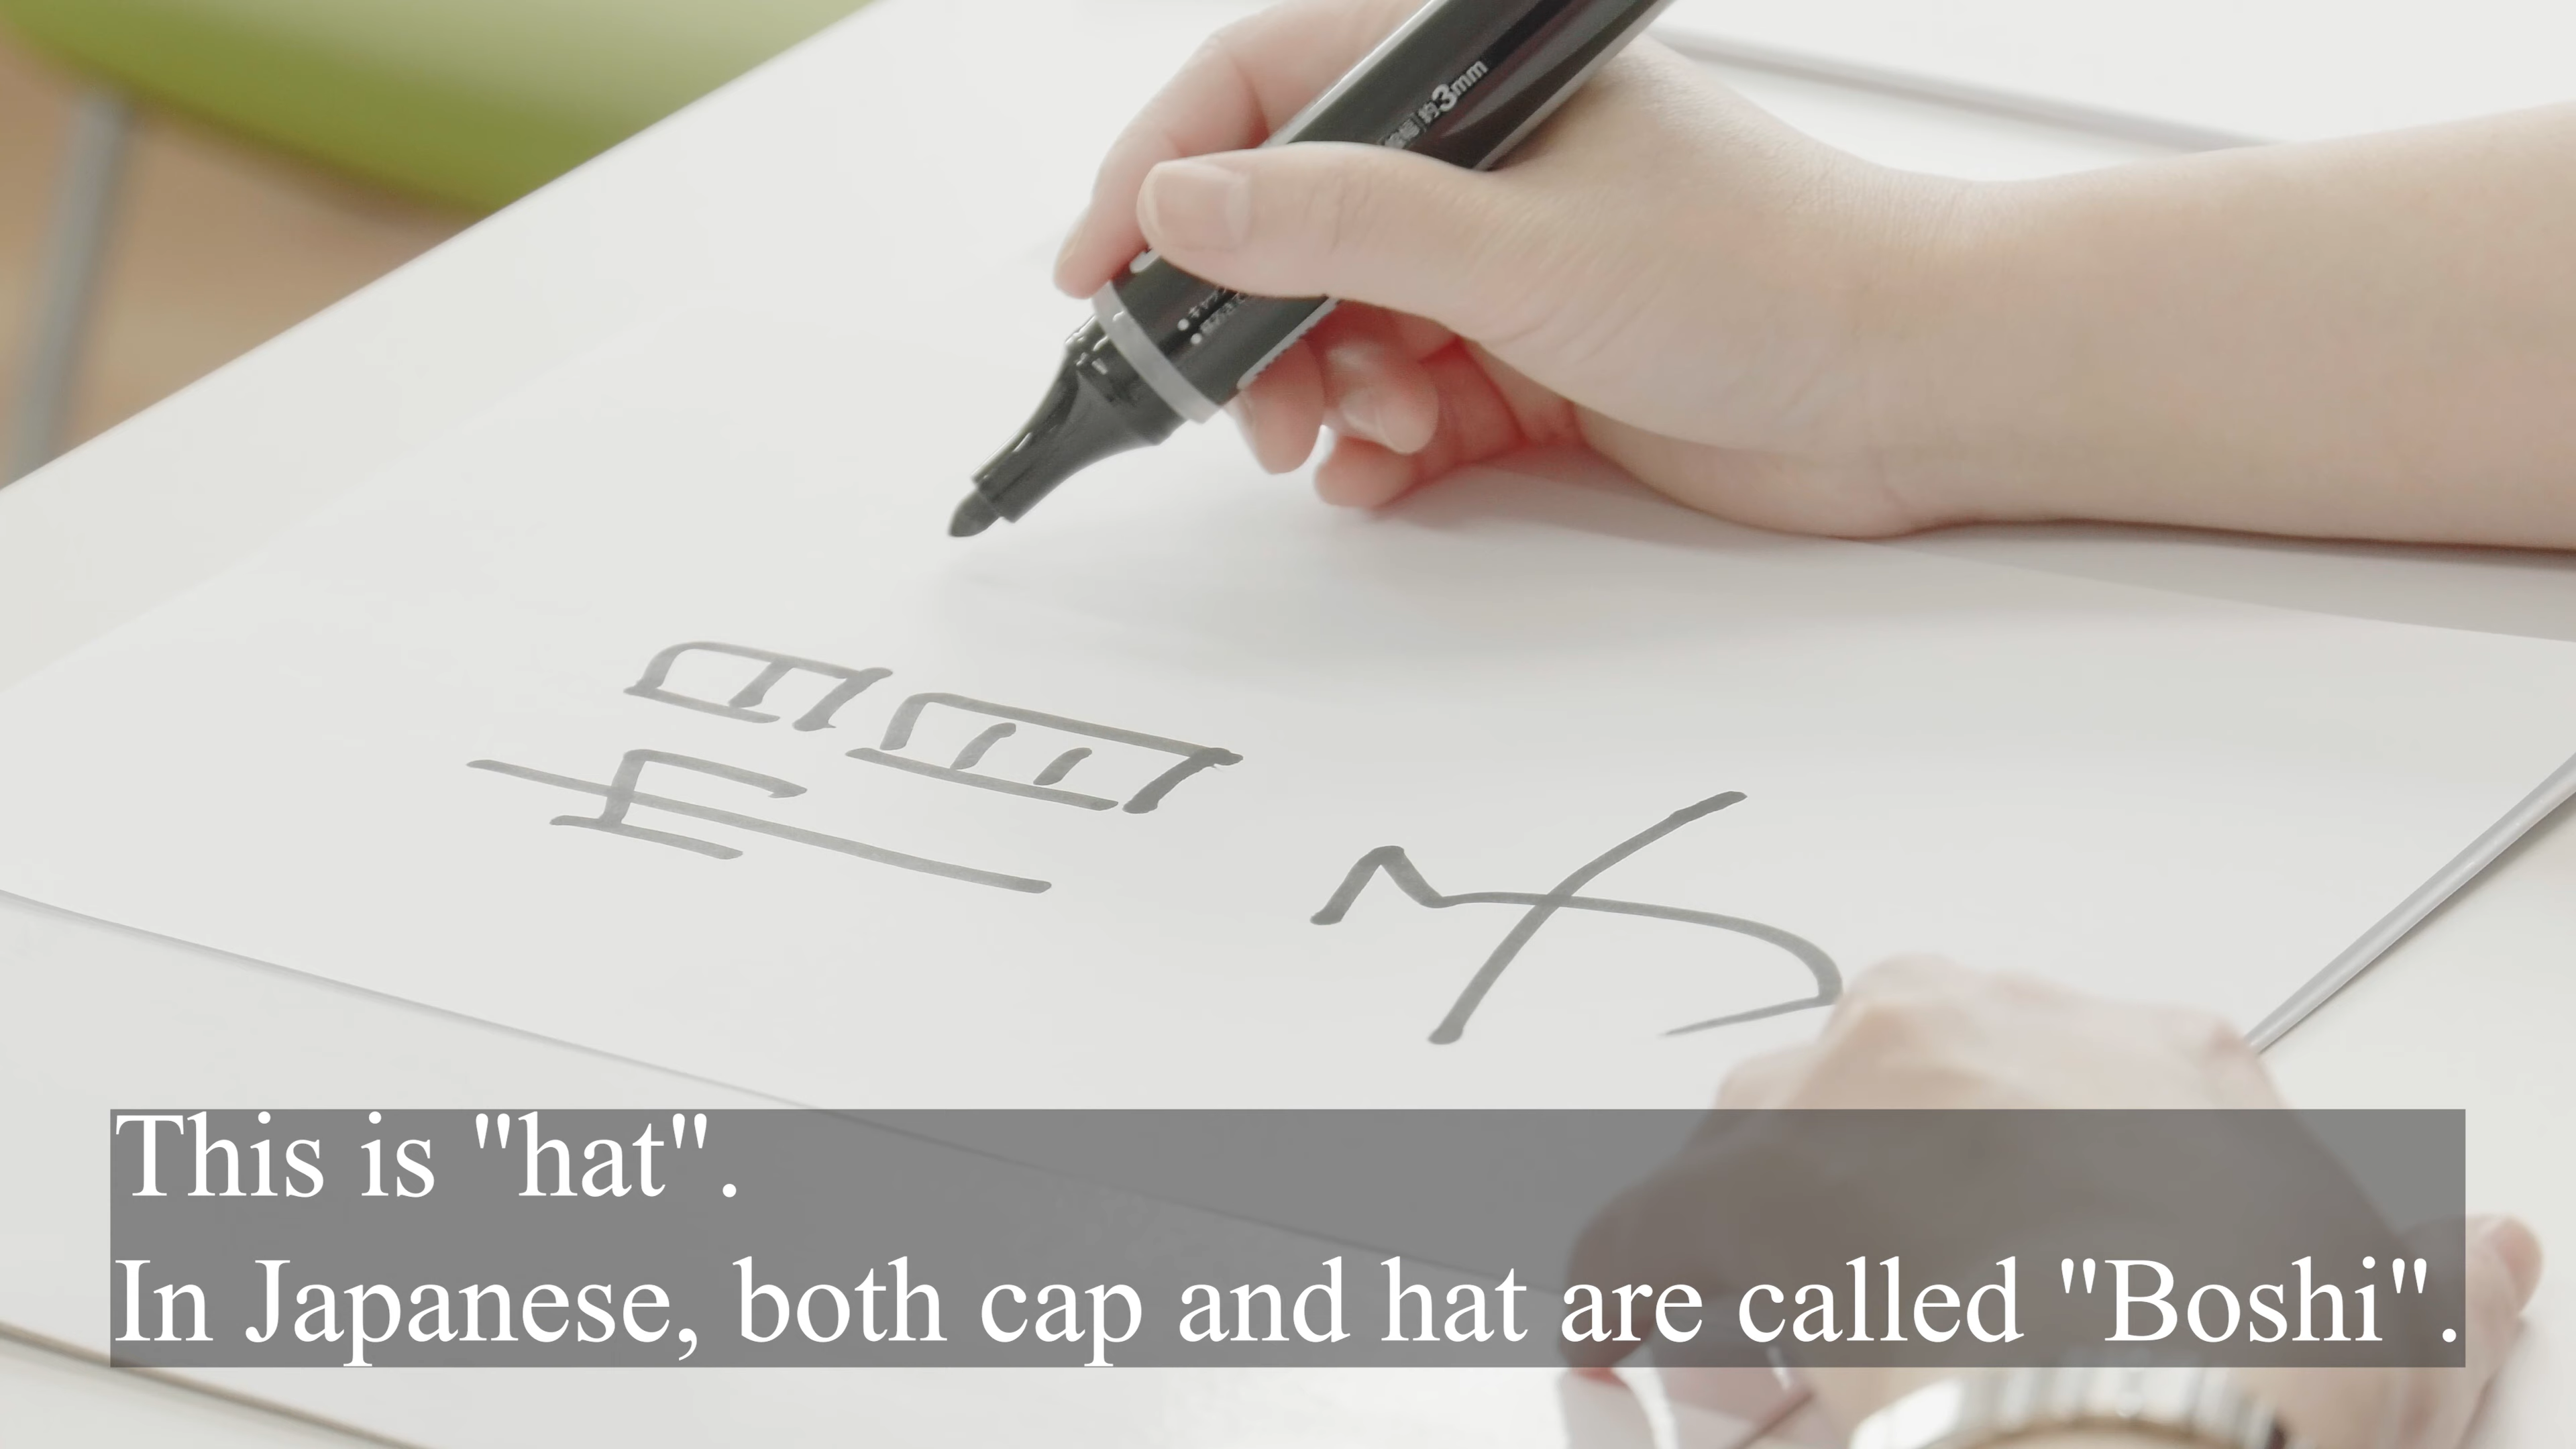 約3mm
帽子
This is "hat".
In Japanese, both cap and hat are called "Boshi".